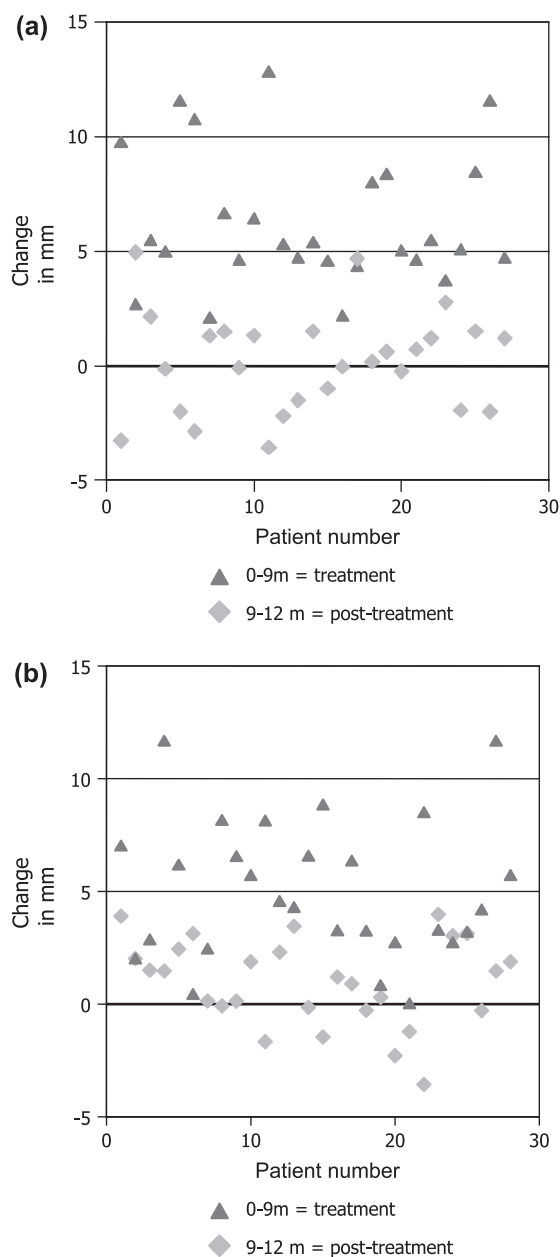 (a)
15
10
5
0
-5
Change
in mm
0
10
20
30
Patient number
0-9m = treatment
9-12 m = post-treatment
(b)
15
10
5
0
-5
Change
in mm
0
10
20
30
Patient number
0-9m = treatment
9-12 m = post-treatment